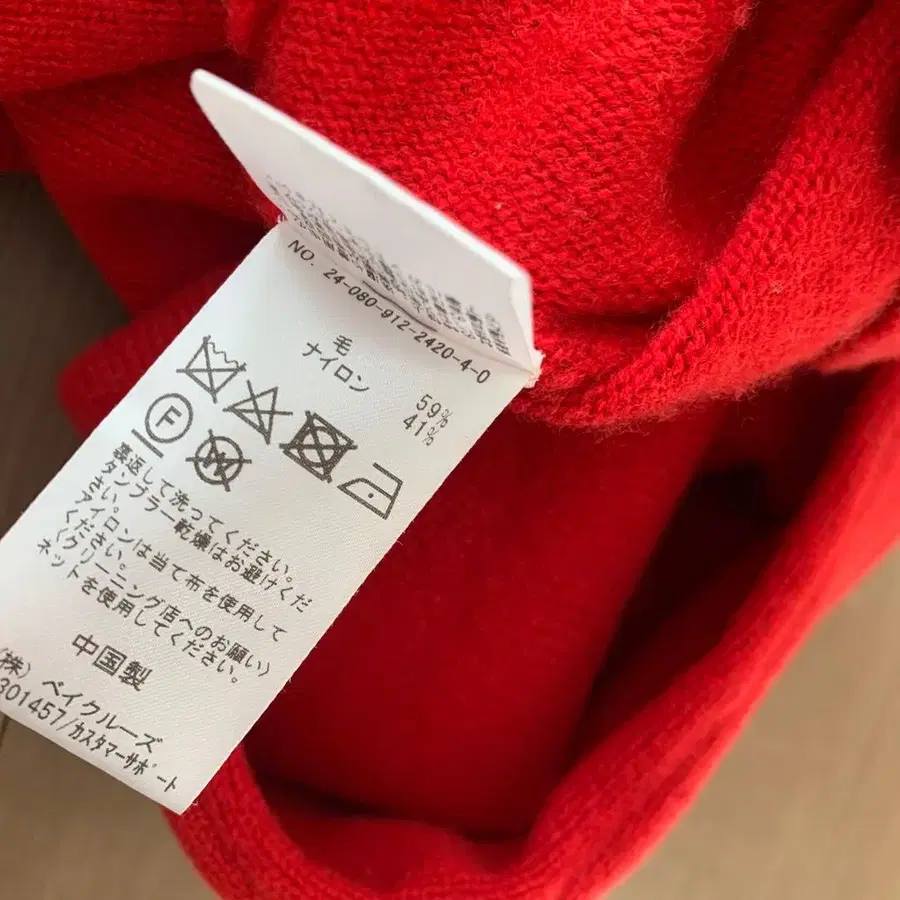 NO. 24-080-912-2420-4-0
毛 59%
ナイロン 41%
F
W
裏返して洗ってください。
タンブラー乾燥はお避けくだ
さい。
アイロンは当て布を使用して
ください。
〈クリーニング店へのお願い〉
ネットを使用してください。
中国製
(株) ベイクルーズ
301457/カスタマーサポート